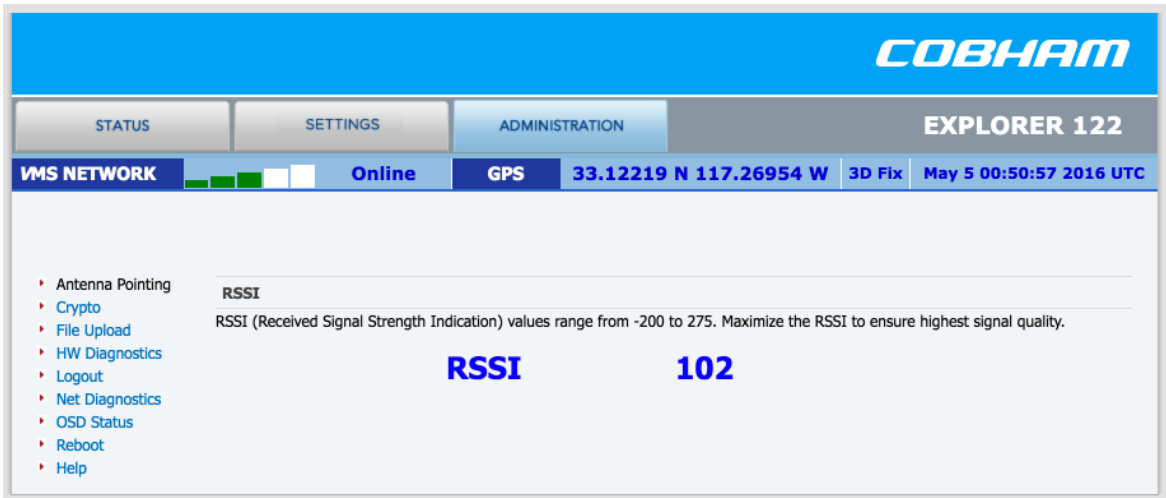 COBHAM
STATUS SETTINGS ADMINISTRATION EXPLORER 122
VMS NETWORK Online GPS 33.12219 N 117.26954 W 3D Fix May 5 00:50:57 2016 UTC
Antenna Pointing
Crypto
File Upload
HW Diagnostics
Logout
Net Diagnostics
OSD Status
Reboot
Help
RSSI
RSSI (Received Signal Strength Indication) values range from -200 to 275. Maximize the RSSI to ensure highest signal quality.
RSSI 102